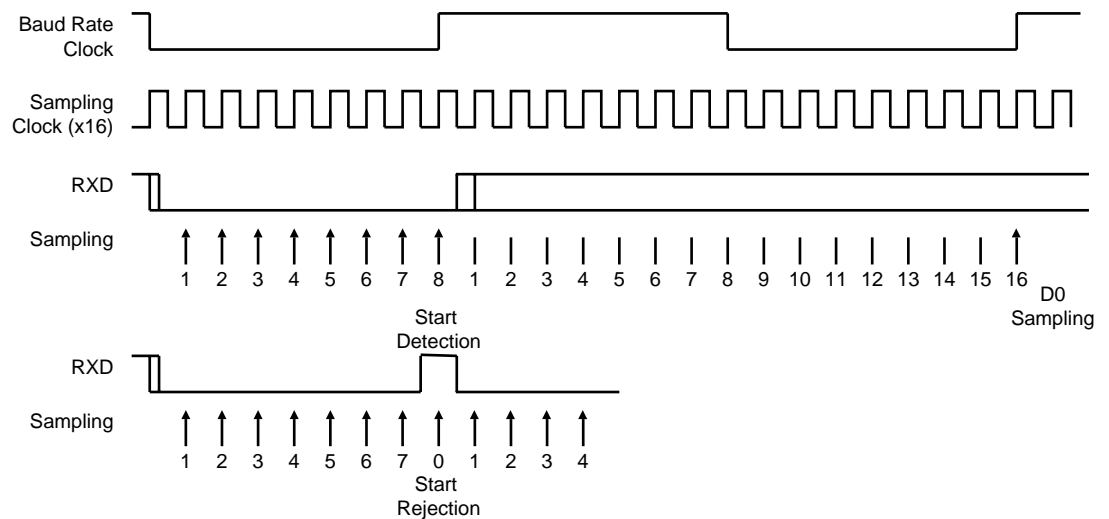 Baud Rate
Clock
Sampling
Clock (x16)
RXD
Sampling
1 2 3 4 5 6 7 8 1 2 3 4 5 6 7 8 9 10 11 12 13 14 15 16
D0
Sampling
Start
Detection
RXD
Sampling
1 2 3 4 5 6 7 0 1 2 3 4
Start
Rejection